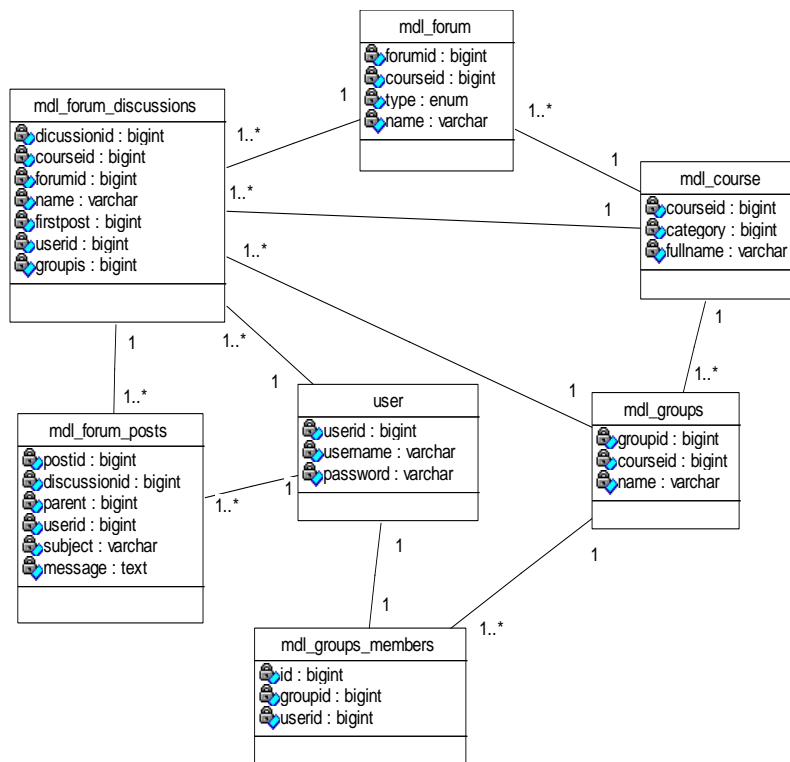 mdl_forum
forumid : bigint
courseid : bigint
type : enum
name : varchar
mdl_forum_discussions
dicussionid : bigint
courseid : bigint
forumid : bigint
name : varchar
firstpost : bigint
userid : bigint
groupis : bigint
1
1..*
1..*
1
1..*
1
1..*
mdl_course
courseid : bigint
category : bigint
fullname : varchar
1
1..*
1..*
1
1
1
1..*
1
mdl_forum_posts
postid : bigint
discussionid : bigint
parent : bigint
userid : bigint
subject : varchar
message : text
user
userid : bigint
username : varchar
password : varchar
mdl_groups
groupid : bigint
courseid : bigint
name : varchar
1..*
1
1
1
1
1..*
mdl_groups_members
id : bigint
groupid : bigint
userid : bigint